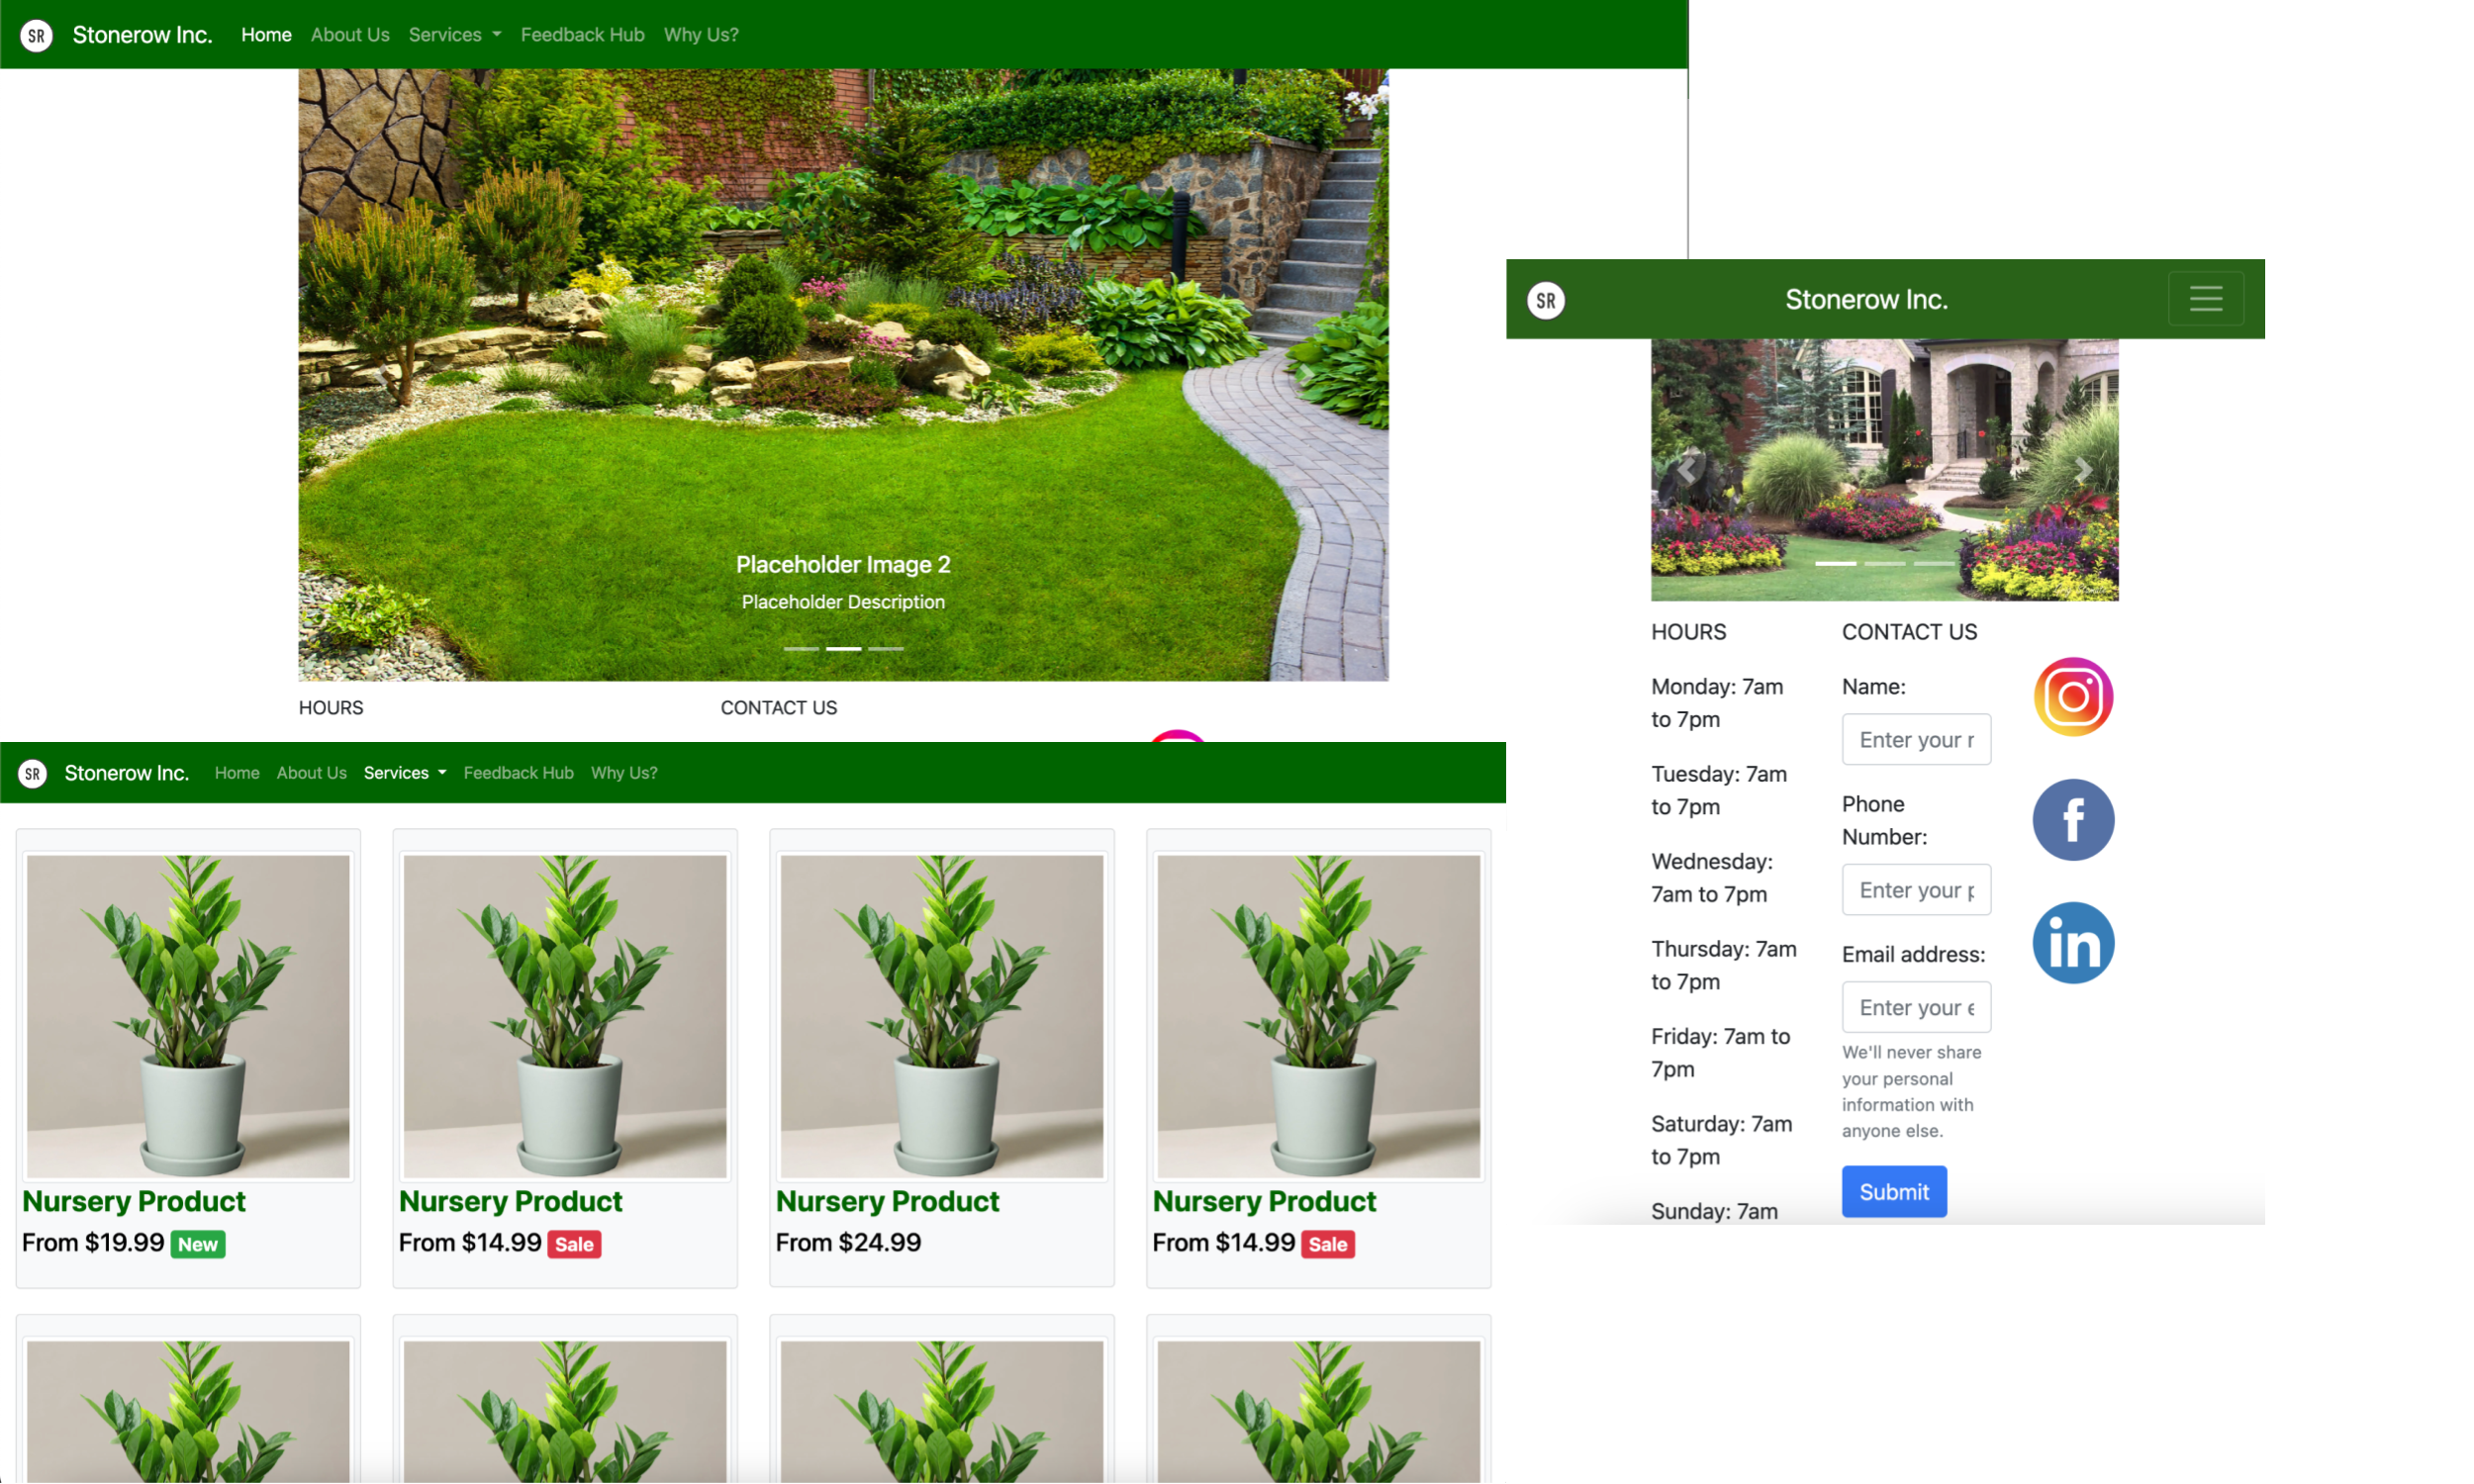 SR Stonerow Inc. Home About Us Services Feedback Hub Why Us?
Placeholder Image 2
Placeholder Description
HOURS CONTACT US
SR Stonerow Inc. Home About Us Services Feedback Hub Why Us?
Nursery Product
From $19.99 New
Nursery Product
From $14.99 Sale
Nursery Product
From $24.99
Nursery Product
From $14.99 Sale
SR Stonerow Inc.
HOURS
Monday: 7am
to 7pm
Tuesday: 7am
to 7pm
Wednesday:
7am to 7pm
Thursday: 7am
to 7pm
Friday: 7am to
7pm
Saturday: 7am
to 7pm
Sunday: 7am
CONTACT US
Name:
Enter your
Phone
Number:
Enter your
Email address:
Enter your
We'll never share
your personal
information with
anyone else.
Submit
f
in